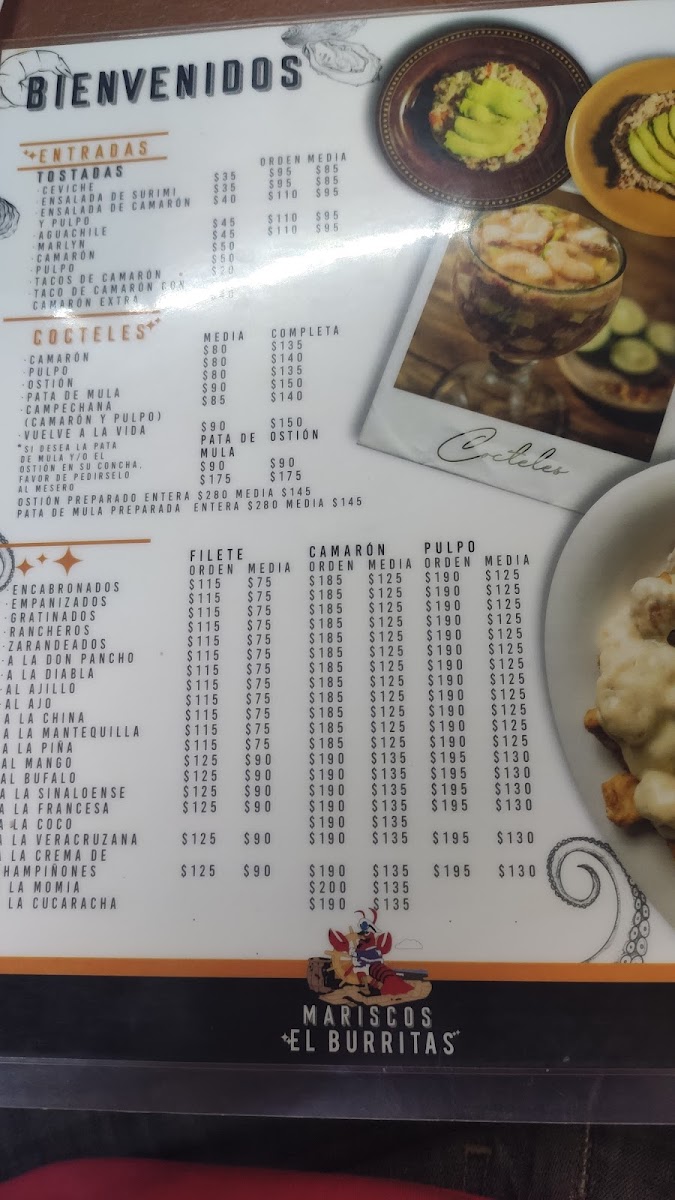 BIENVENIDOS
ENTRADAS
TOSTADAS ORDEN MEDIA
·CEVICHE $35 $95 $85
·ENSALADA DE SURIMI $35 $95 $85
·ENSALADA DE CAMARÓN $40 $110 $95
Y PULPO
·AGUACHILE $45 $110 $95
·MARLYN $45 $110 $95
·CAMARÓN $50
·PULPO $50
·TACOS DE CAMARÓN $20
·TACO DE CAMARÓN CON
CAMARÓN EXTRA $40
COCTELES MEDIA COMPLETA
·CAMARÓN $80 $135
·PULPO $80 $140
·OSTIÓN $80 $135
·PATA DE MULA $90 $150
·CAMPECHANA $85 $140
(CAMARÓN Y PULPO)
·VUELVE A LA VIDA $90 $150
*SI DESEA LA PATA PATA DE OSTIÓN
DE MULA Y/O EL MULA
OSTIÓN EN SU CONCHA, $90 $90
FAVOR DE PEDIRSELO $175 $175
AL MESERO
OSTIÓN PREPARADO ENTERA $280 MEDIA $145
PATA DE MULA PREPARADA ENTERA $280 MEDIA $145
Cocteles
FILETE CAMARÓN PULPO
ORDEN MEDIA ORDEN MEDIA ORDEN MEDIA
·ENCABRONADOS $115 $75 $185 $125 $190 $125
·EMPANIZADOS $115 $75 $185 $125 $190 $125
·GRATINADOS $115 $75 $185 $125 $190 $125
·RANCHEROS $115 $75 $185 $125 $190 $125
·ZARANDEADOS $115 $75 $185 $125 $190 $125
·A LA DON PANCHO $115 $75 $185 $125 $190 $125
·A LA DIABLA $115 $75 $185 $125 $190 $125
·AL AJILLO $115 $75 $185 $125 $190 $125
·AL AJO $115 $75 $185 $125 $190 $125
A LA CHINA $115 $75 $185 $125 $190 $125
A LA MANTEQUILLA $115 $75 $185 $125 $190 $125
A LA PIÑA $115 $75 $185 $125 $190 $125
AL MANGO $125 $90 $190 $135 $195 $130
AL BUFALO $125 $90 $190 $135 $195 $130
A LA SINALOENSE $125 $90 $190 $135 $195 $130
A LA FRANCESA $125 $90 $190 $135 $195 $130
A LA COCO $190 $135
A LA VERACRUZANA $125 $90 $190 $135 $195 $130
A LA CREMA DE
HAMPIÑONES $125 $90 $190 $135 $195 $130
LA MOMIA $200 $135
LA CUCARACHA $190 $135
MARISCOS
EL BURRITAS